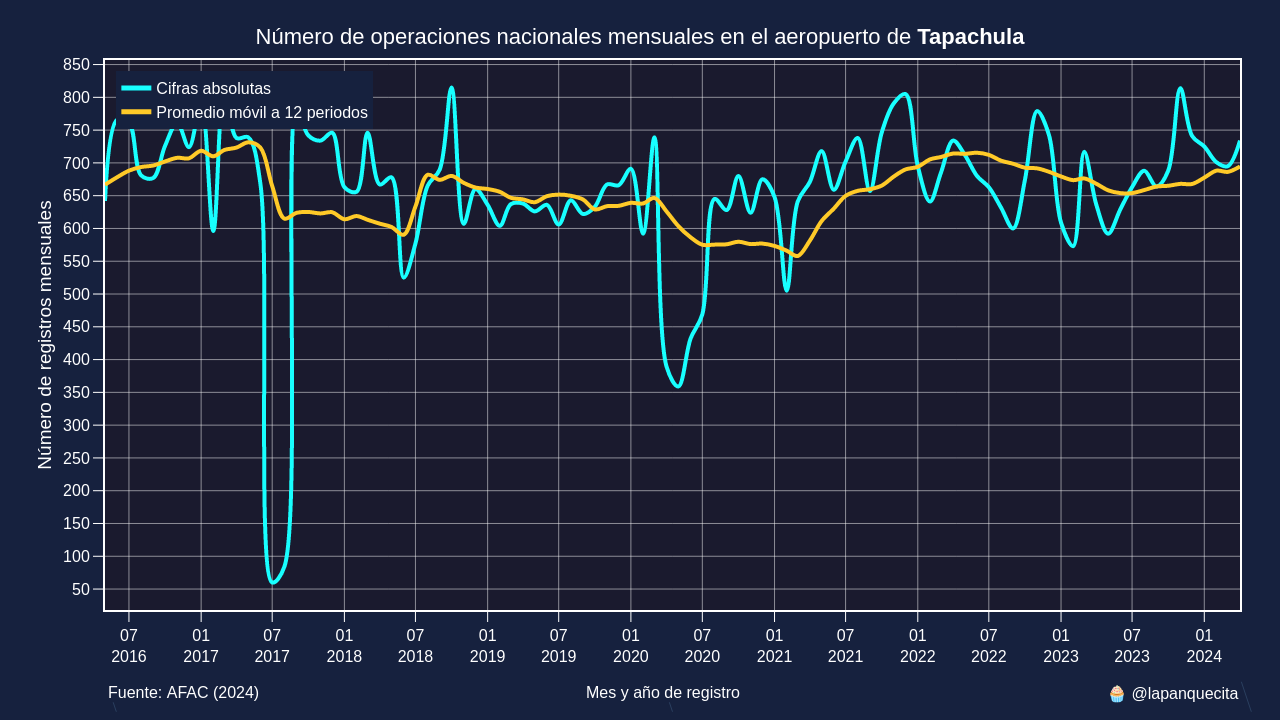 Número de operaciones nacionales mensuales en el aeropuerto de Tapachula
Cifras absolutas
Promedio móvil a 12 periodos
Número de registros mensuales
850
800
750
700
650
600
550
500
450
400
350
300
250
200
150
100
50
07 01 07 01 07 01 07 01 07 01 07 01 07 01 07 01
2016 2017 2017 2018 2018 2019 2019 2020 2020 2021 2021 2022 2022 2023 2023 2024
Fuente: AFAC (2024)
Mes y año de registro
🧁 @lapanquecita